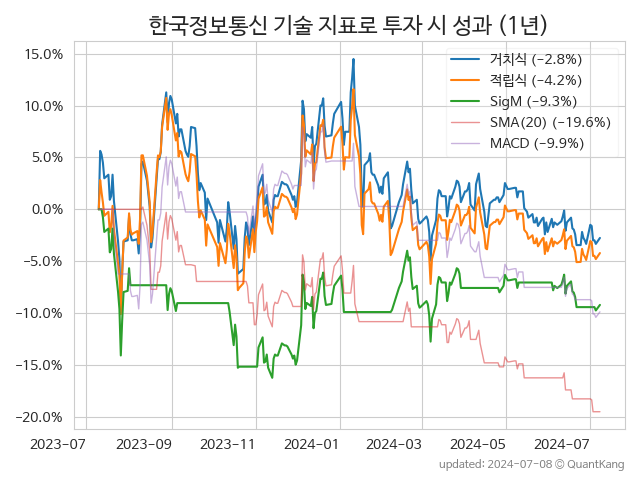 한국정보통신 기술 지표로 투자 시 성과 (1년)
거치식 (−2.8%)
적립식 (−4.2%)
SigM (−9.3%)
SMA(20) (−19.6%)
MACD (−9.9%)
15.0%
10.0%
5.0%
0.0%
−5.0%
−10.0%
−15.0%
−20.0%
2023-07 2023-09 2023-11 2024-01 2024-03 2024-05 2024-07
updated: 2024-07-08 © QuantKang